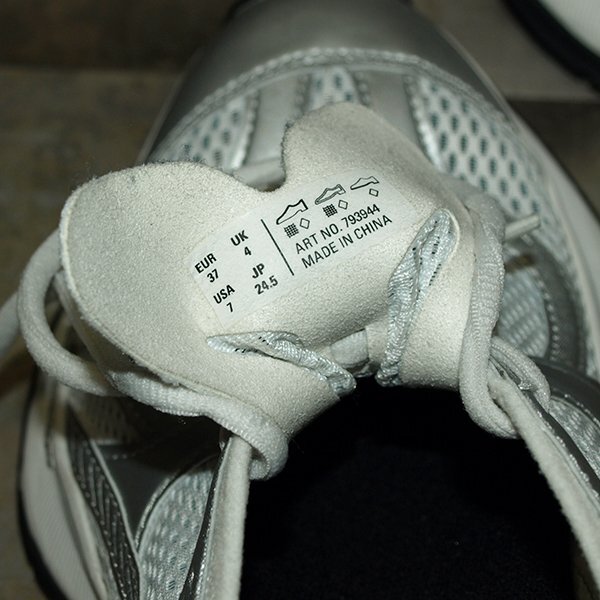 EUR UK
37 4
USA JP
7 24.5
ART NO. 793944
MADE IN CHINA